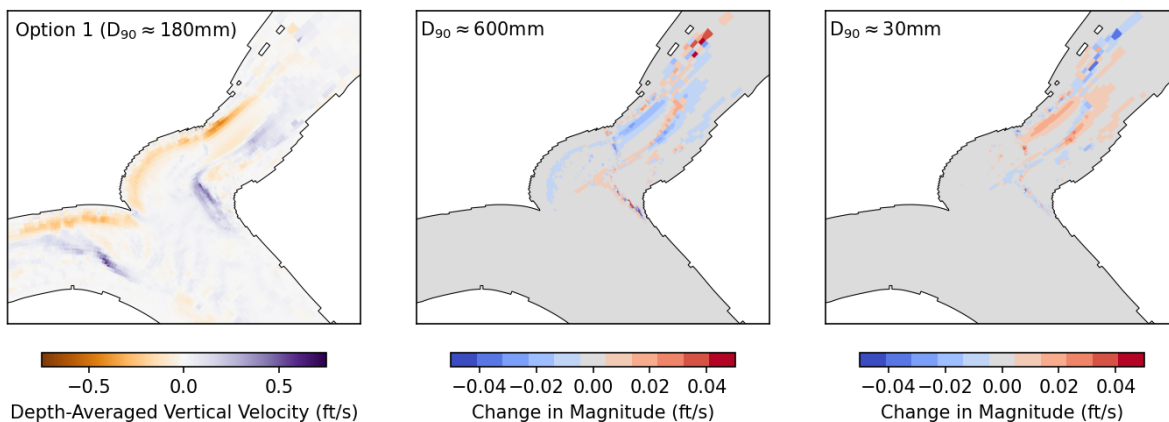 Option 1 (D90 ≈ 180mm)
D90 ≈ 600mm
D90 ≈ 30mm
−0.5 0.0 0.5
Depth-Averaged Vertical Velocity (ft/s)
−0.04 −0.02 0.00 0.02 0.04
Change in Magnitude (ft/s)
−0.04 −0.02 0.00 0.02 0.04
Change in Magnitude (ft/s)